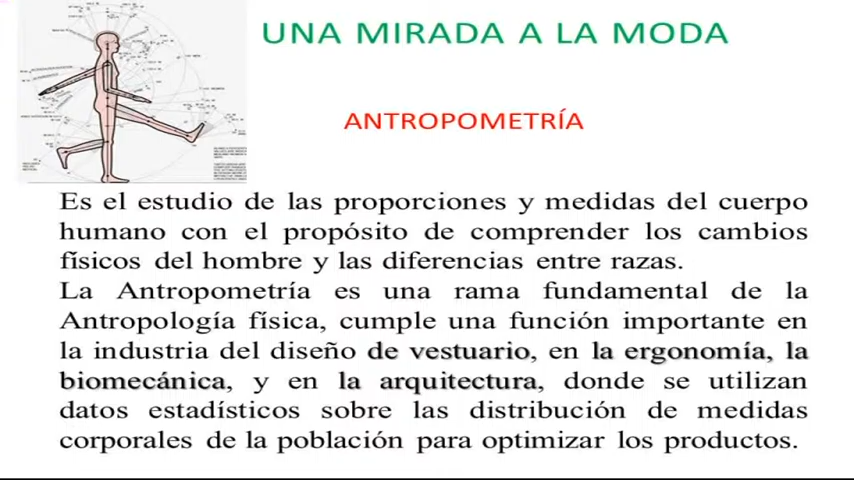 UNA MIRADA A LA MODA
ANTROPOMETRÍA
Es el estudio de las proporciones y medidas del cuerpo
humano con el propósito de comprender los cambios
físicos del hombre y las diferencias entre razas.
La Antropometría es una rama fundamental de la
Antropología física, cumple una función importante en
la industria del diseño de vestuario, en la ergonomía, la
biomecánica, y en la arquitectura, donde se utilizan
datos estadísticos sobre las distribución de medidas
corporales de la población para optimizar los productos.